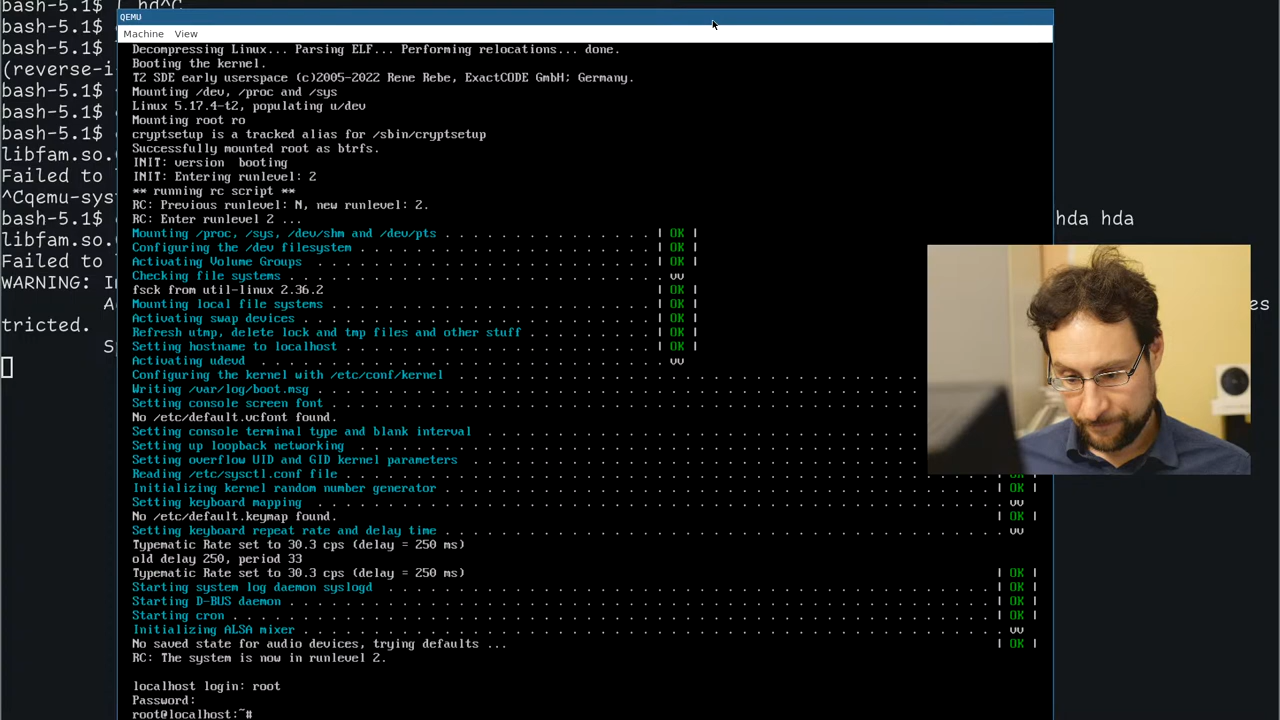 bash-5.1$ ( hd^C
QEMU
bash-5.1$
Machine View
bash-5.1$
(reverse-i
bash-5.1$
bash-5.1$
bash-5.1$
libfam.so.
Failed to l
^Cqemu-sys
bash-5.1$
hda hda
libfam.so.
Failed to l
WARNING: I
es
tricted.
Decompressing Linux... Parsing ELF... Performing relocations... done.
Booting the kernel.
T2 SDE early userspace (c)2005-2022 Rene Rebe, ExactCODE GmbH; Germany.
Mounting /dev, /proc and /sys
Linux 5.17.4-t2, populating u/dev
Mounting root ro
cryptsetup is a tracked alias for /sbin/cryptsetup
Successfully mounted root as btrfs.
INIT: version  booting
INIT: Entering runlevel: 2
** running rc script **
RC: Previous runlevel: N, new runlevel: 2.
RC: Enter runlevel 2 ...
Mounting /proc, /sys, /dev/shm and /dev/pts . . . . . . . . . . . . . . . . . . | OK |
Configuring the /dev filesystem . . . . . . . . . . . . . . . . . . . . . . . . | OK |
Activating Volume Groups . . . . . . . . . . . . . . . . . . . . . . . . . . . | OK |
Checking file systems . . . . . . . . . . . . . . . . . . . . . . . . . . . . .
fsck from util-linux 2.36.2 | OK |
Mounting local file systems . . . . . . . . . . . . . . . . . . . . . . . . . . | OK |
Activating swap devices . . . . . . . . . . . . . . . . . . . . . . . . . . . . | OK |
Refresh utmp, delete lock and tmp files and other stuff . . . . . . . . . . . . | OK |
Setting hostname to localhost . . . . . . . . . . . . . . . . . . . . . . . . . | OK |
Activating udevd . . . . . . . . . . . . . . . . . . . . . . . . . . . . . . .
Configuring the kernel with /etc/conf/kernel
Writing /var/log/boot.msg
Setting console screen font
No /etc/default.vcfont found.
Setting console terminal type and blank interval
Setting up loopback networking
Setting overflow UID and GID kernel parameters
Reading /etc/sysctl.conf file
Initializing kernel random number generator | OK |
Setting keyboard mapping
No /etc/default.keymap found. | OK |
Setting keyboard repeat rate and delay time
Typematic Rate set to 30.3 cps (delay = 250 ms)
old delay 250, period 33
Typematic Rate set to 30.3 cps (delay = 250 ms) | OK |
Starting system log daemon syslogd | OK |
Starting D-BUS daemon | OK |
Starting cron | OK |
Initializing ALSA mixer
No saved state for audio devices, trying defaults ... | OK |
RC: The system is now in runlevel 2.
localhost login: root
Password:
root@localhost:~#